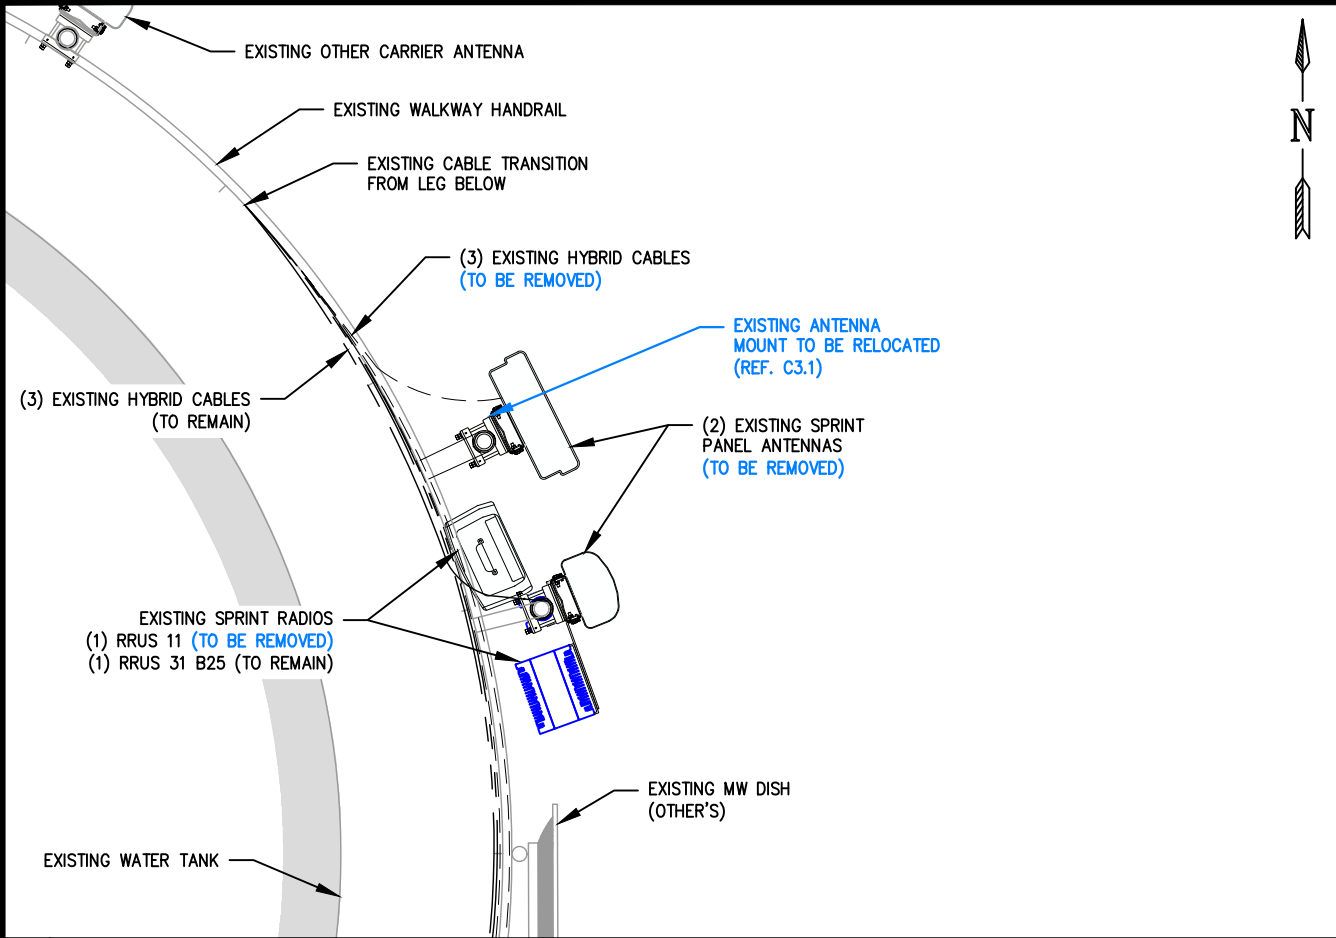 EXISTING OTHER CARRIER ANTENNA
EXISTING WALKWAY HANDRAIL
N
EXISTING CABLE TRANSITION
FROM LEG BELOW
(3) EXISTING HYBRID CABLES
(TO BE REMOVED)
EXISTING ANTENNA
MOUNT TO BE RELOCATED
(REF. C3.1)
(3) EXISTING HYBRID CABLES
(TO REMAIN)
(2) EXISTING SPRINT
PANEL ANTENNAS
(TO BE REMOVED)
EXISTING SPRINT RADIOS
(1) RRUS 11 (TO BE REMOVED)
(1) RRUS 31 B25 (TO REMAIN)
EXISTING MW DISH
(OTHER'S)
EXISTING WATER TANK